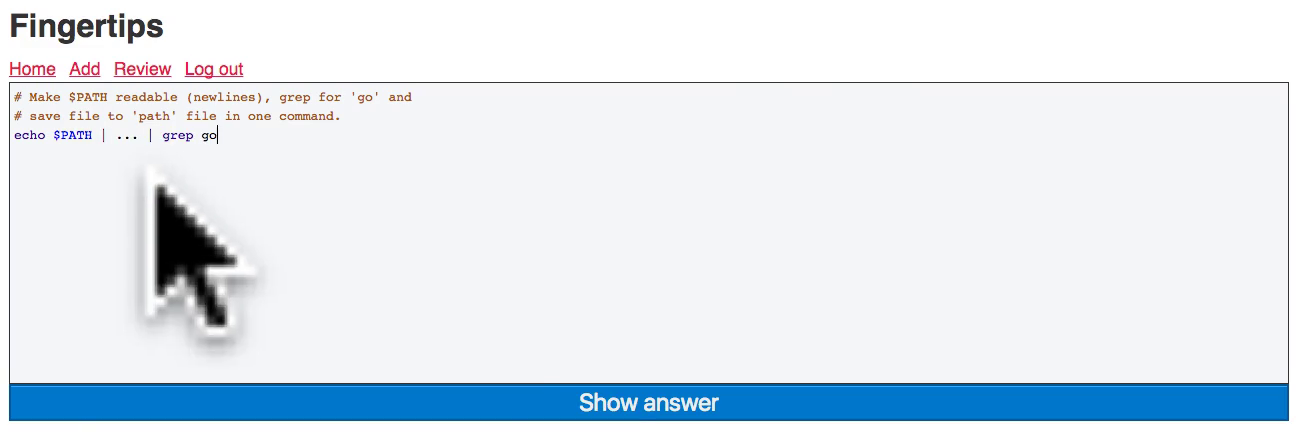 Fingertips
Home Add Review Log out
# Make $PATH readable (newlines), grep for 'go' and
# save file to 'path' file in one command.
echo $PATH | ... | grep go
Show answer